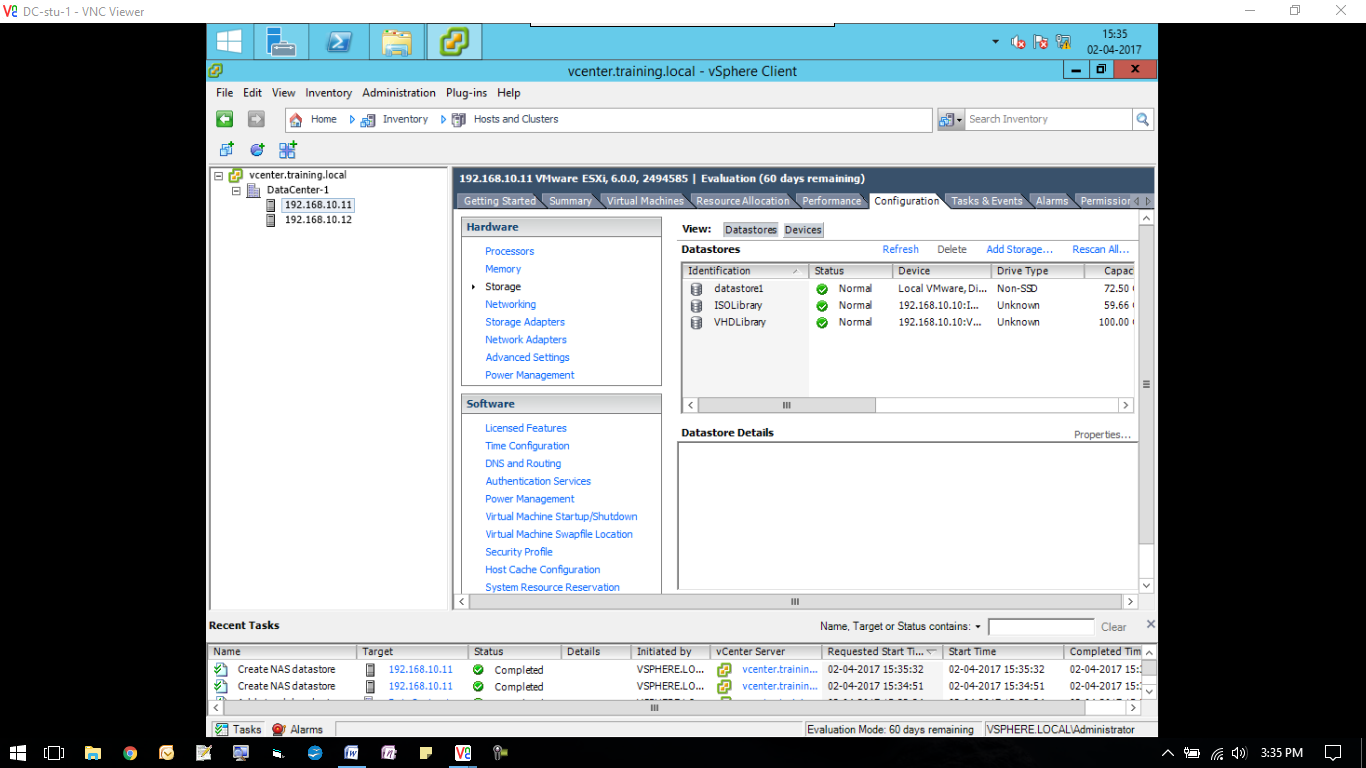 DC-stu-1 - VNC Viewer
15:35
02-04-2017
vcenter.training.local - vSphere Client
File Edit View Inventory Administration Plug-ins Help
Home Inventory Hosts and Clusters
Search Inventory
vcenter.training.local
DataCenter-1
192.168.10.11
192.168.10.12
192.168.10.11 VMware ESXi, 6.0.0, 2494585 | Evaluation (60 days remaining)
Getting Started Summary Virtual Machines Resource Allocation Performance Configuration Tasks & Events Alarms Permission
Hardware
Processors
Memory
Storage
Networking
Storage Adapters
Network Adapters
Advanced Settings
Power Management
Software
Licensed Features
Time Configuration
DNS and Routing
Authentication Services
Power Management
Virtual Machine Startup/Shutdown
Virtual Machine Swapfile Location
Security Profile
Host Cache Configuration
System Resource Reservation
View: Datastores Devices
Datastores Refresh Delete Add Storage... Rescan All...
Identification Status Device Drive Type Capac
datastore1 Normal Local VMware, Di... Non-SSD 72.50
ISOLibrary Normal 192.168.10.10:I... Unknown 59.66
VHDLibrary Normal 192.168.10.10:V... Unknown 100.00
Datastore Details Properties...
Recent Tasks Name, Target or Status contains: Clear
Name Target Status Details Initiated by vCenter Server Requested Start Ti... Start Time Completed Tim
Create NAS datastore 192.168.10.11 Completed VSPHERE.LO... vcenter.trainin... 02-04-2017 15:35:32 02-04-2017 15:35:32 02-04-2017 15:
Create NAS datastore 192.168.10.11 Completed VSPHERE.LO... vcenter.trainin... 02-04-2017 15:34:51 02-04-2017 15:34:51 02-04-2017 15:
Tasks Alarms Evaluation Mode: 60 days remaining VSPHERE.LOCAL\Administrator
3:35 PM